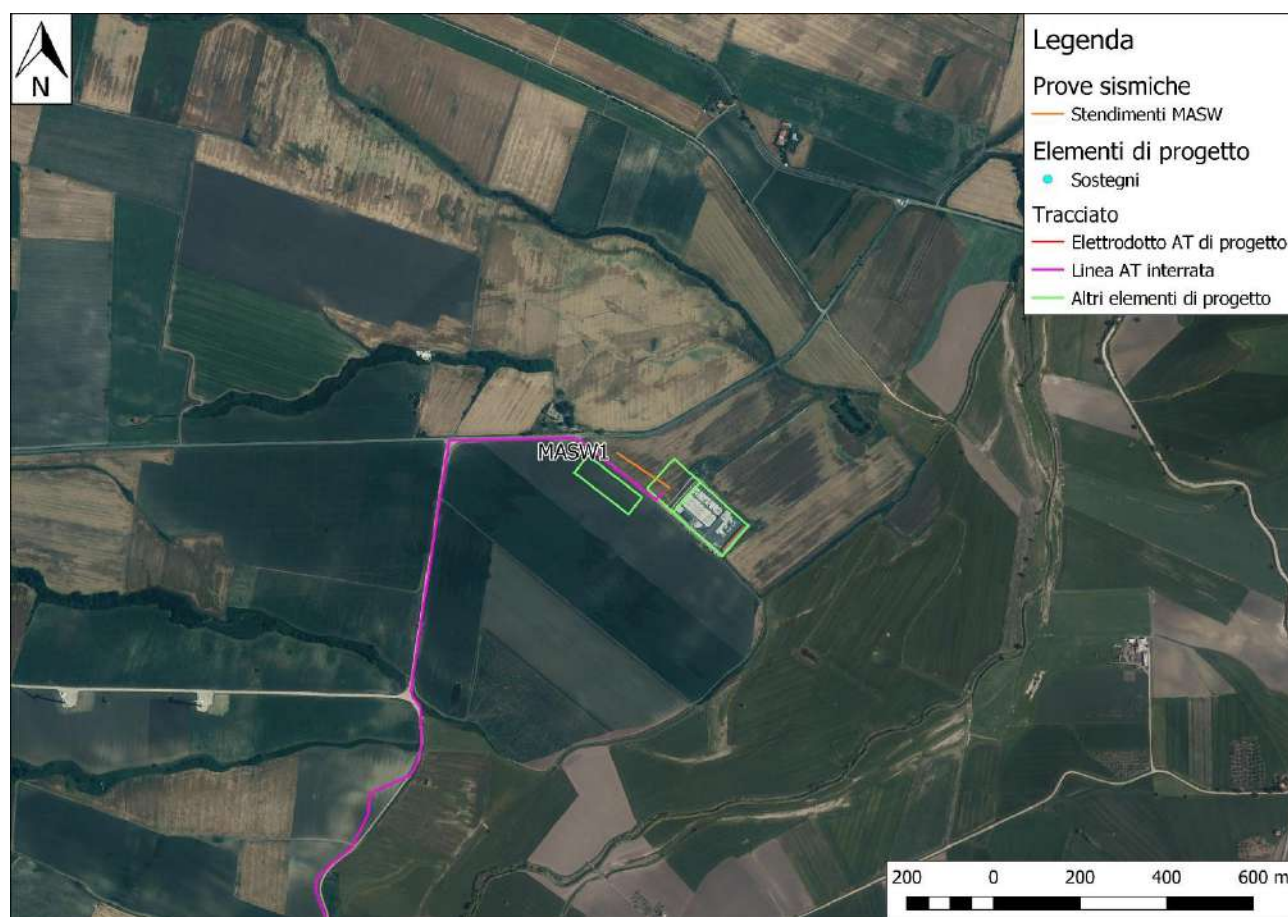 N
Legenda
Prove sismiche
Stendimenti MASW
Elementi di progetto
Sostegni
Tracciato
Elettrodotto AT di progetto
Linea AT interrata
Altri elementi di progetto
MASW1
200 0 200 400 600 m